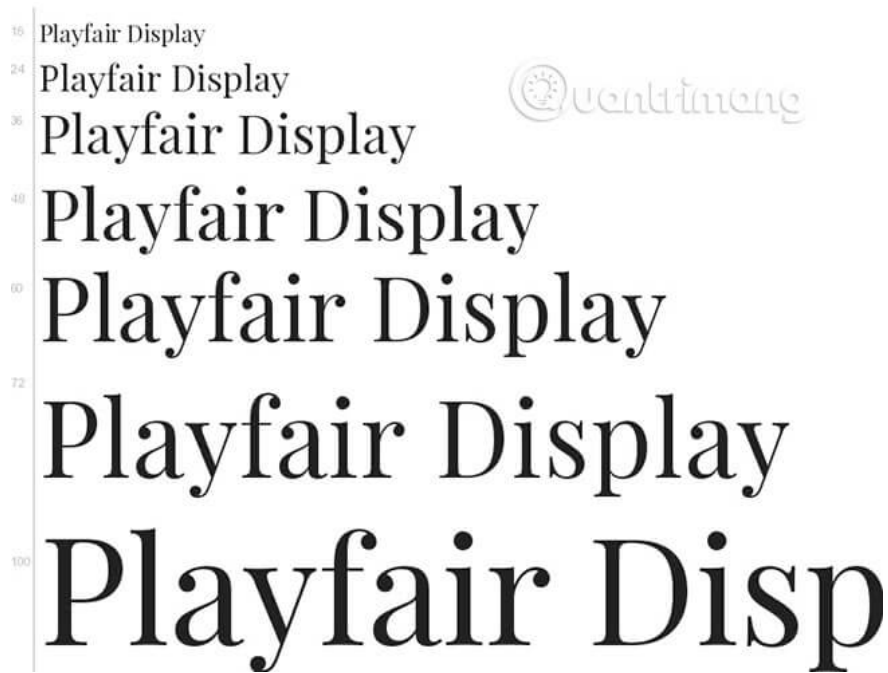 16 Playfair Display
Quantrimang
24 Playfair Display
36 Playfair Display
48 Playfair Display
60 Playfair Display
72 Playfair Display
100 Playfair Disp